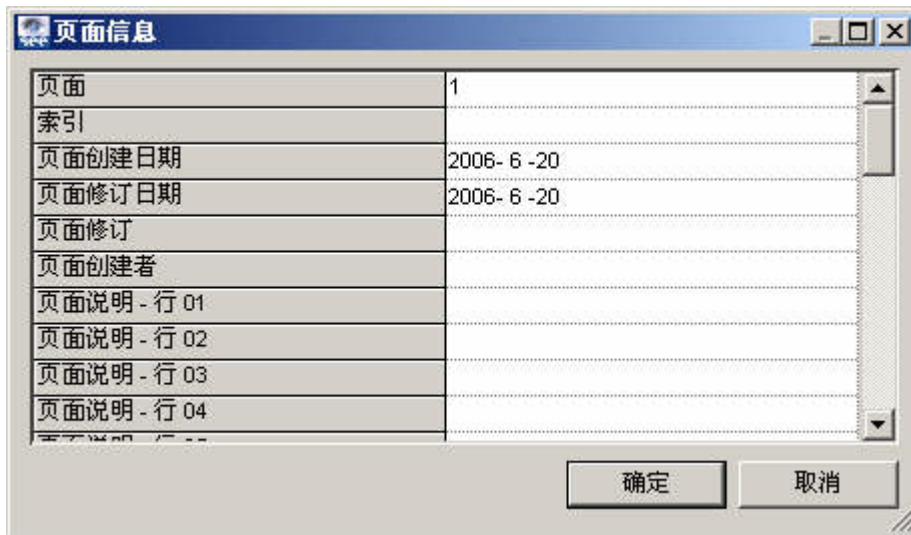 页面信息
页面 1
索引
页面创建日期 2006- 6 -20
页面修订日期 2006- 6 -20
页面修订
页面创建者
页面说明 - 行 01
页面说明 - 行 02
页面说明 - 行 03
页面说明 - 行 04
确定 取消